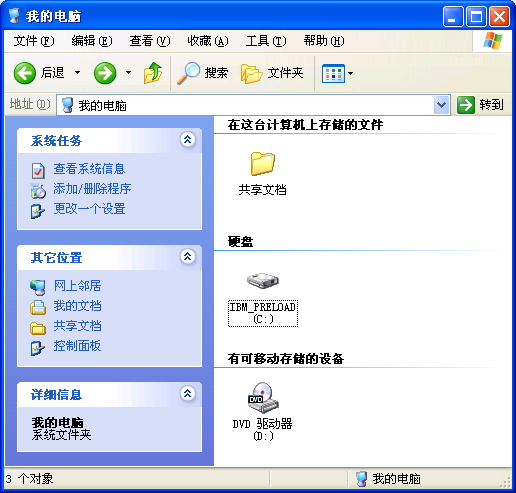 我的电脑
文件(F) 编辑(E) 查看(V) 收藏(A) 工具(T) 帮助(H)
后退 搜索 文件夹
地址(D) 我的电脑 转到
系统任务
查看系统信息
添加/删除程序
更改一个设置
其它位置
网上邻居
我的文档
共享文档
控制面板
详细信息
我的电脑
系统文件夹
在这台计算机上存储的文件
共享文档
硬盘
IBM_PRELOAD
(C:)
有可移动存储的设备
DVD
DVD 驱动器
(D:)
3 个对象 我的电脑